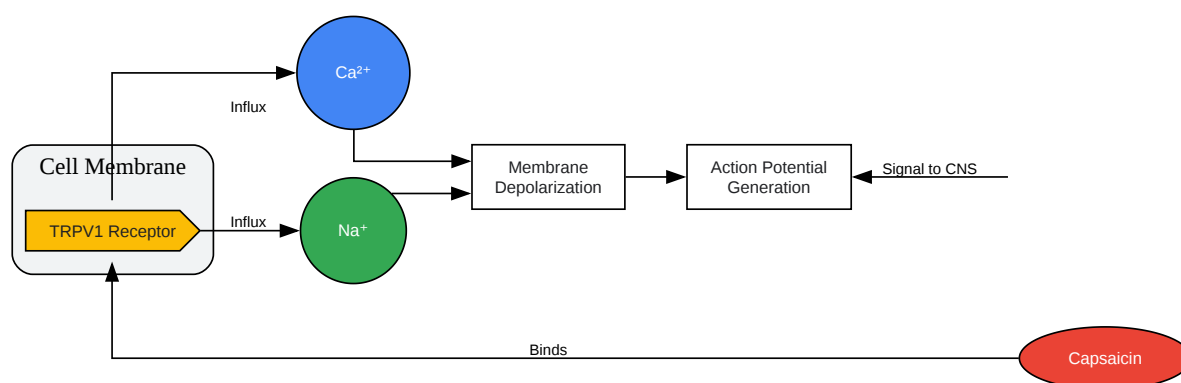 Ca²⁺
Influx
Cell Membrane
TRPV1 Receptor
Influx
Na⁺
Membrane
Depolarization
Action Potential
Generation
Signal to CNS
Binds
Capsaicin